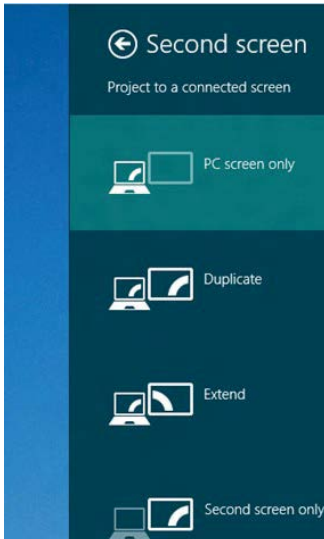 Second screen
Project to a connected screen
PC screen only
Duplicate
Extend
Second screen only